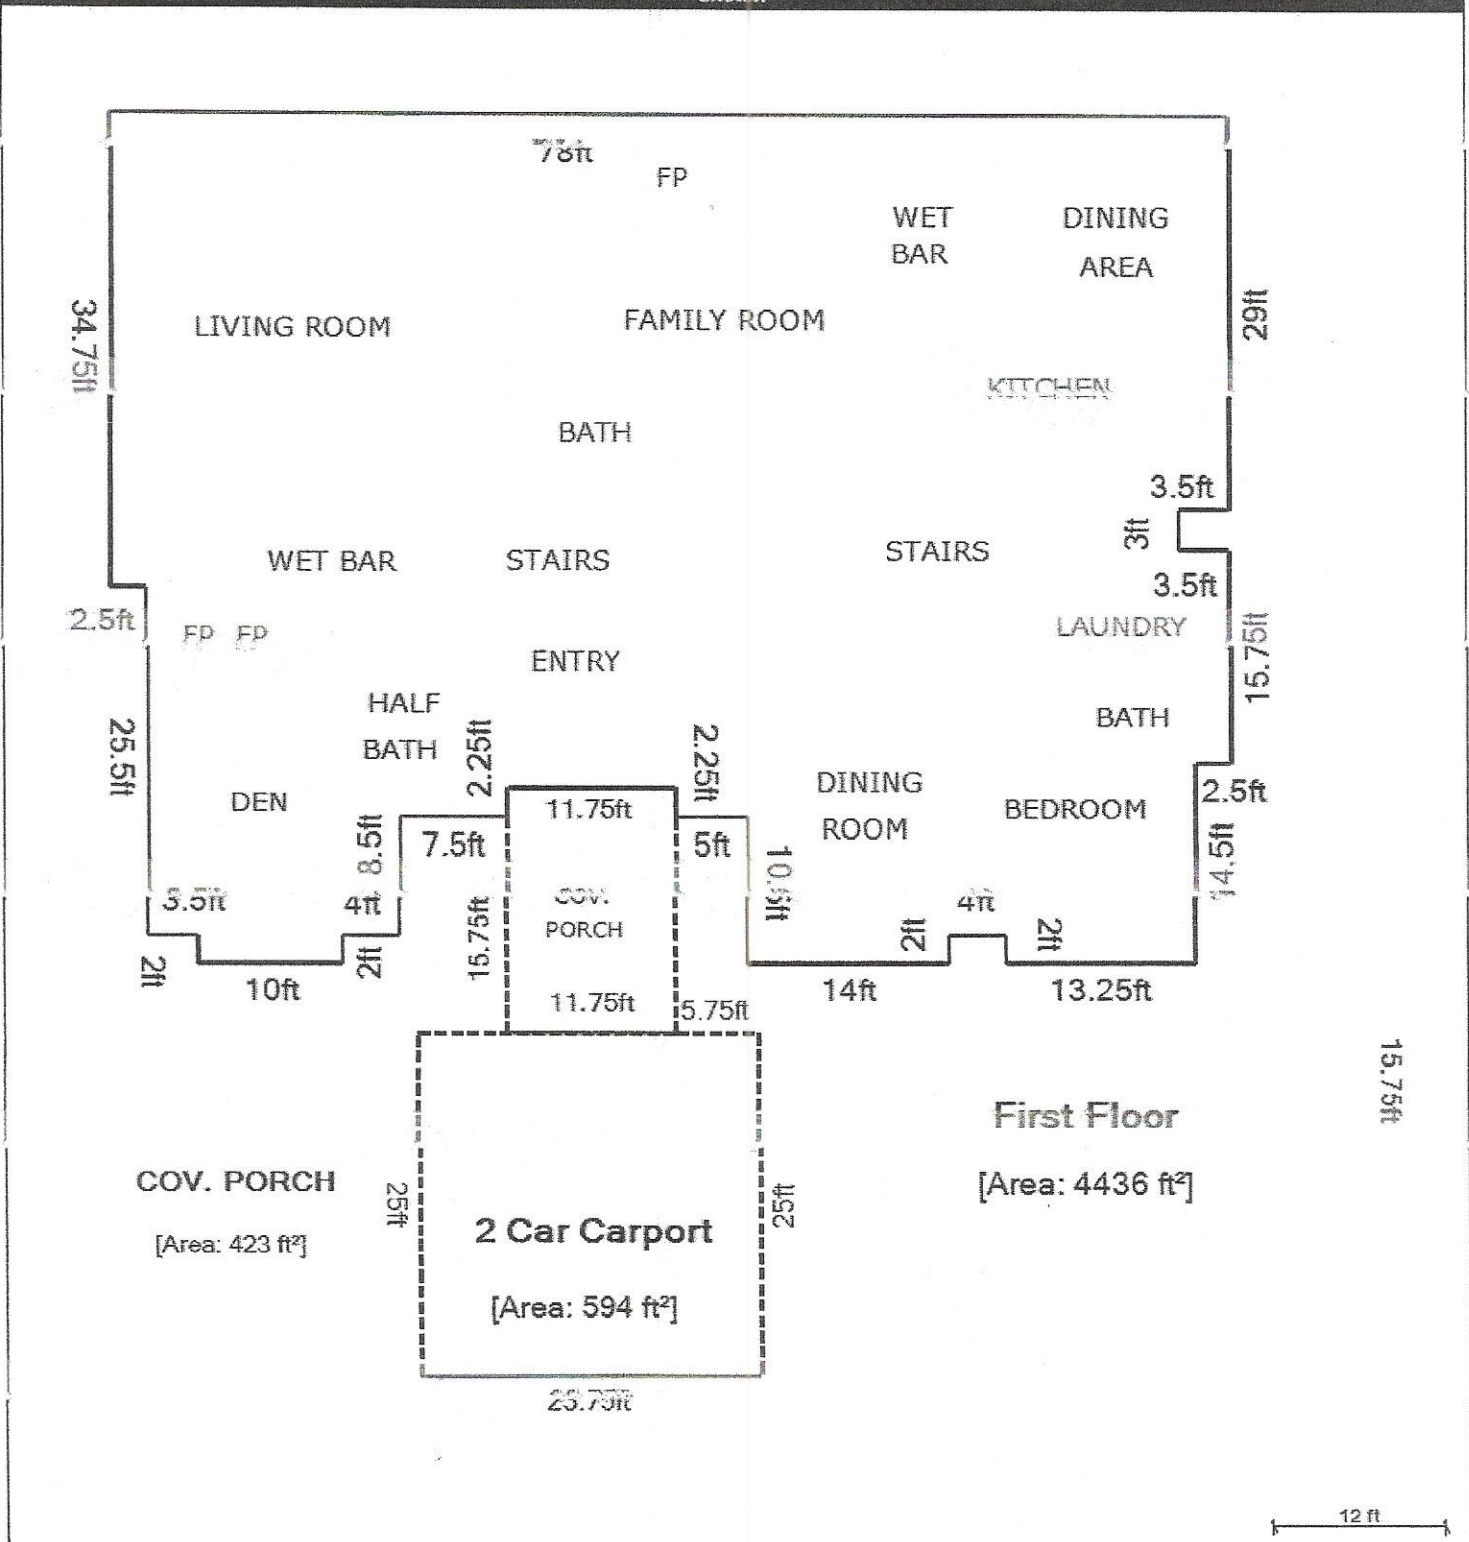 78ft
FP
WET
BAR
DINING
AREA
34.75ft
LIVING ROOM
FAMILY ROOM
29ft
KITCHEN
BATH
3.5ft
3ft
WET BAR
STAIRS
STAIRS
3.5ft
2.5ft
FP FP
LAUNDRY
15.75ft
ENTRY
HALF
BATH
BATH
25.5ft
2.25ft
2.25ft
DEN
11.75ft
DINING
ROOM
BEDROOM
2.5ft
8.5ft
7.5ft
5ft
14.5ft
3.5ft
4ft
15.75ft
COV.
PORCH
4ft
2ft
10ft
2ft
11.75ft
5.75ft
14ft
2ft
2ft
13.25ft
15.75ft
First Floor
[Area: 4436 ft²]
COV. PORCH
[Area: 423 ft²]
25ft
2 Car Carport
[Area: 594 ft²]
25ft
23.75ft
12 ft